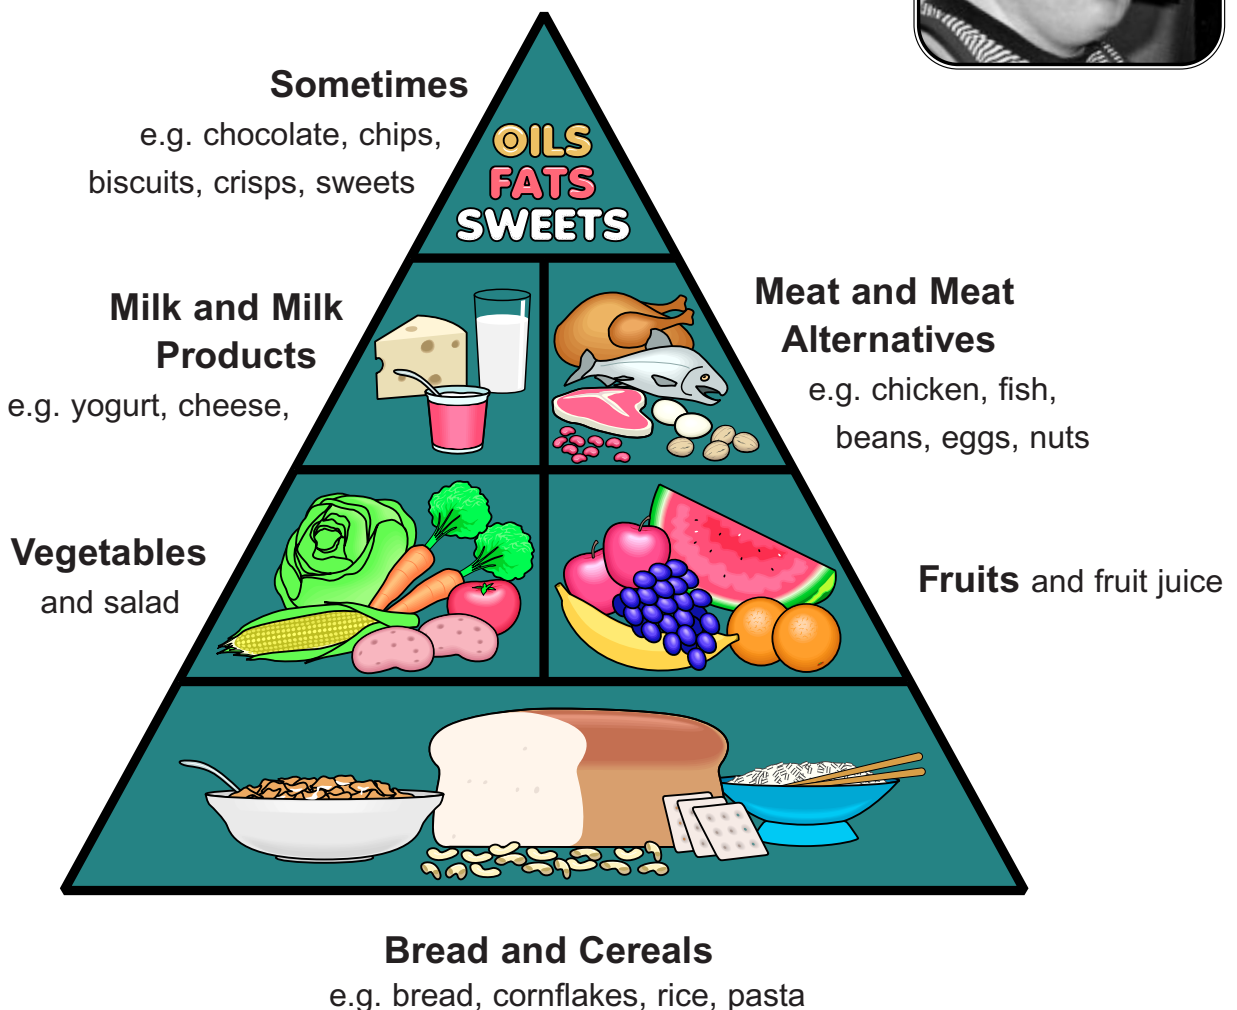 Sometimes
e.g. chocolate, chips,
biscuits, crisps, sweets
OILS
FATS
SWEETS
Milk and Milk
Products
e.g. yogurt, cheese,
Meat and Meat
Alternatives
e.g. chicken, fish,
beans, eggs, nuts
Vegetables
and salad
Fruits and fruit juice
Bread and Cereals
e.g. bread, cornflakes, rice, pasta